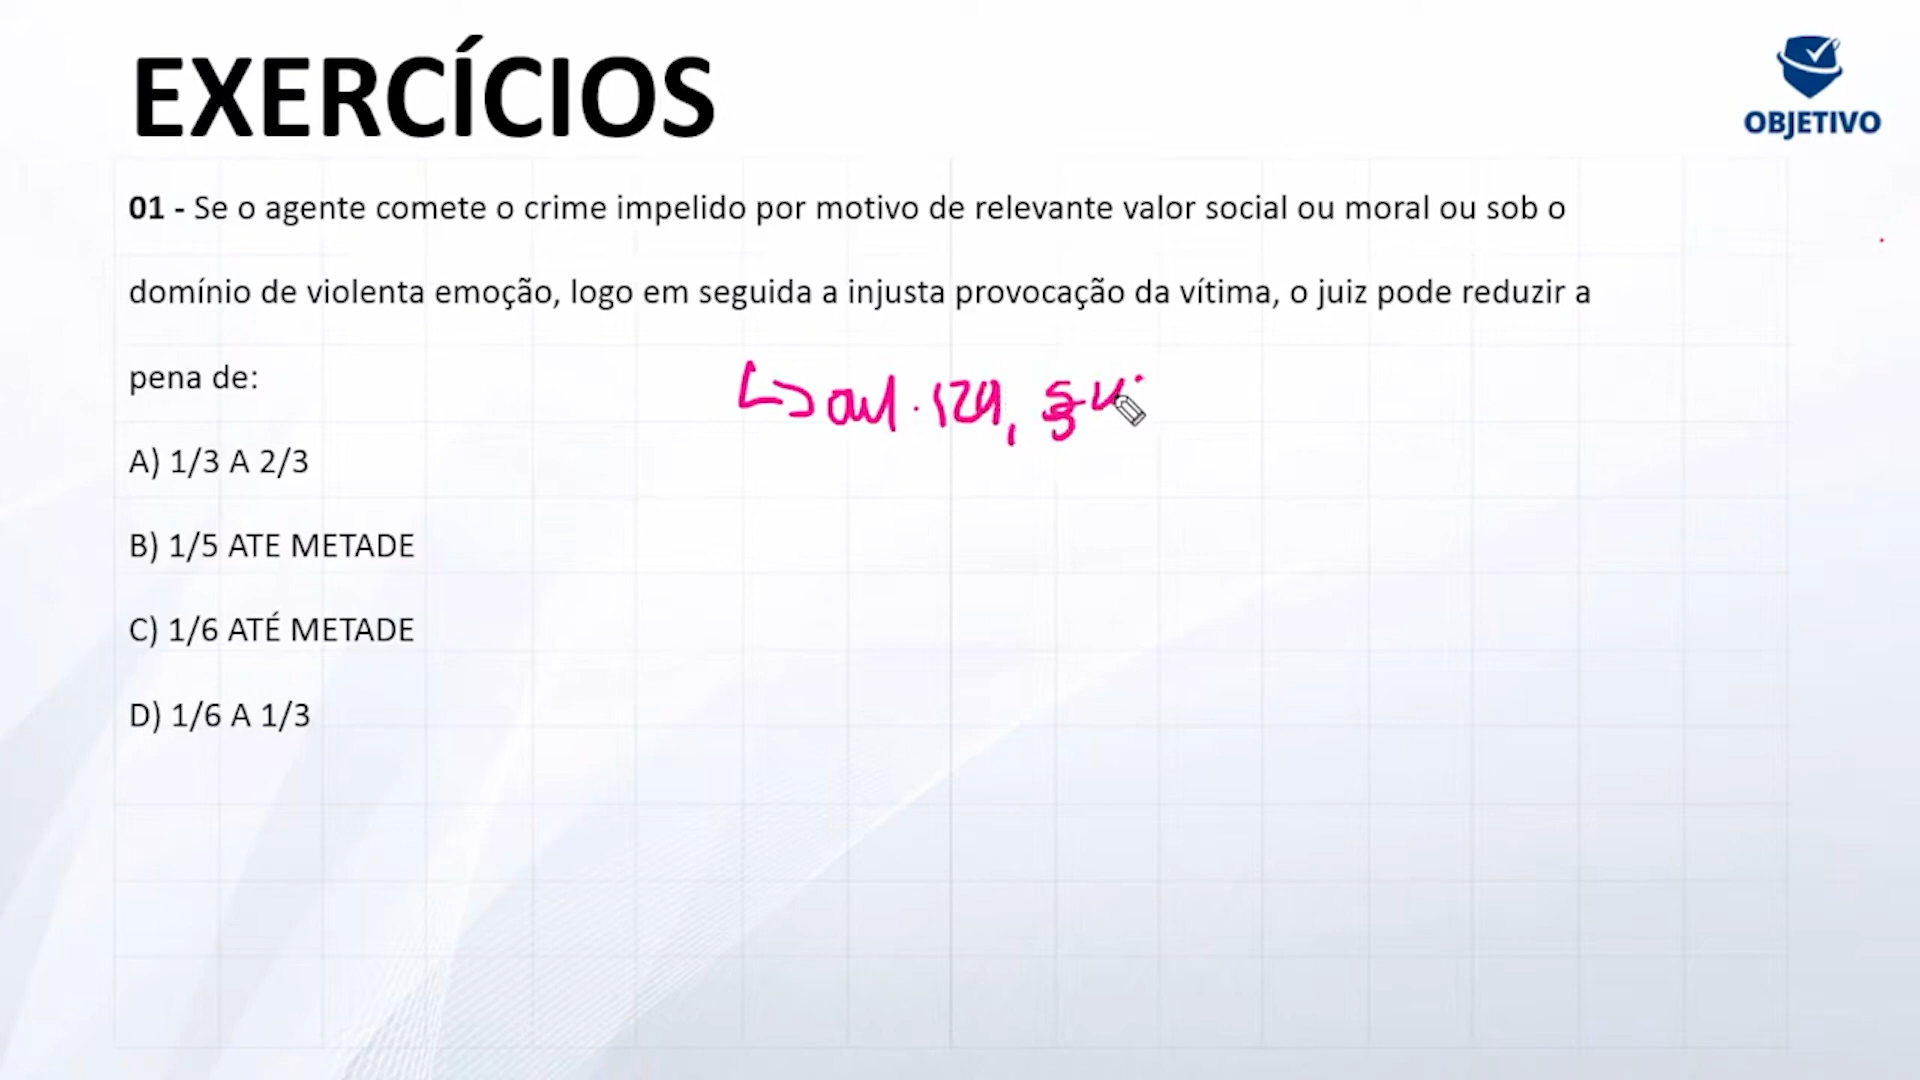 EXERCÍCIOS
OBJETIVO
01 - Se o agente comete o crime impelido por motivo de relevante valor social ou moral ou sob o
domínio de violenta emoção, logo em seguida a injusta provocação da vítima, o juiz pode reduzir a
pena de:
art. 129, §4º
A) 1/3 A 2/3
B) 1/5 ATE METADE
C) 1/6 ATÉ METADE
D) 1/6 A 1/3